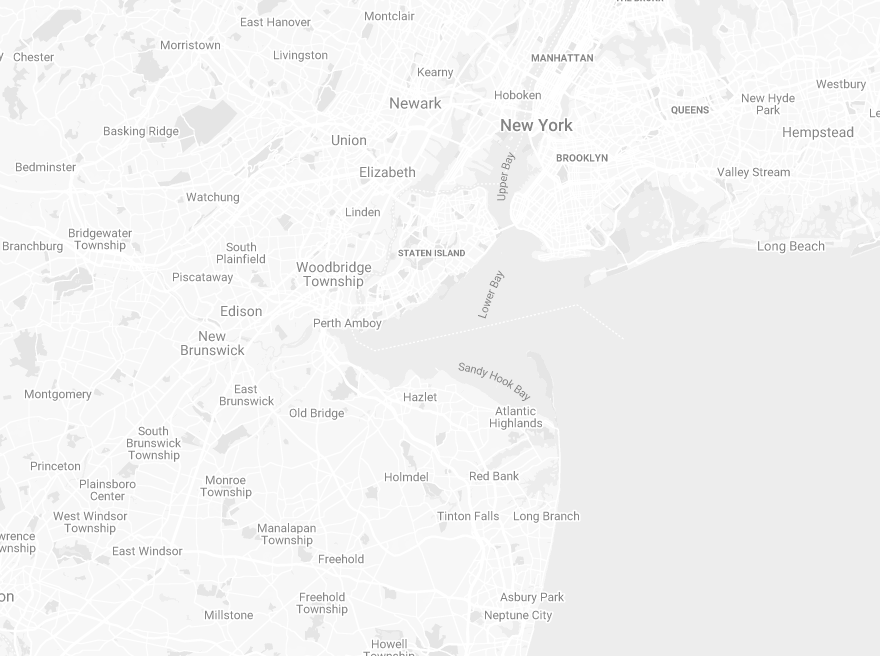 Montclair
East Hanover
Morristown
Livingston
Chester
MANHATTAN
Kearny
Westbury
Hoboken
New Hyde
Park
Newark
QUEENS
New York
Basking Ridge
Hempstead
Union
BROOKLYN
Bedminster
Elizabeth
Upper Bay
Valley Stream
Watchung
Linden
Bridgewater
Township
Branchburg
South
Plainfield
STATEN ISLAND
Long Beach
Woodbridge
Township
Piscataway
Lower Bay
Edison
Perth Amboy
New
Brunswick
Sandy Hook Bay
Montgomery
East
Brunswick
Hazlet
Old Bridge
Atlantic
Highlands
South
Brunswick
Township
Princeton
Holmdel
Red Bank
Plainsboro
Center
Monroe
Township
West Windsor
Township
Tinton Falls
Long Branch
Manalapan
Township
East Windsor
Freehold
Freehold
Township
Asbury Park
Millstone
Neptune City
Howell